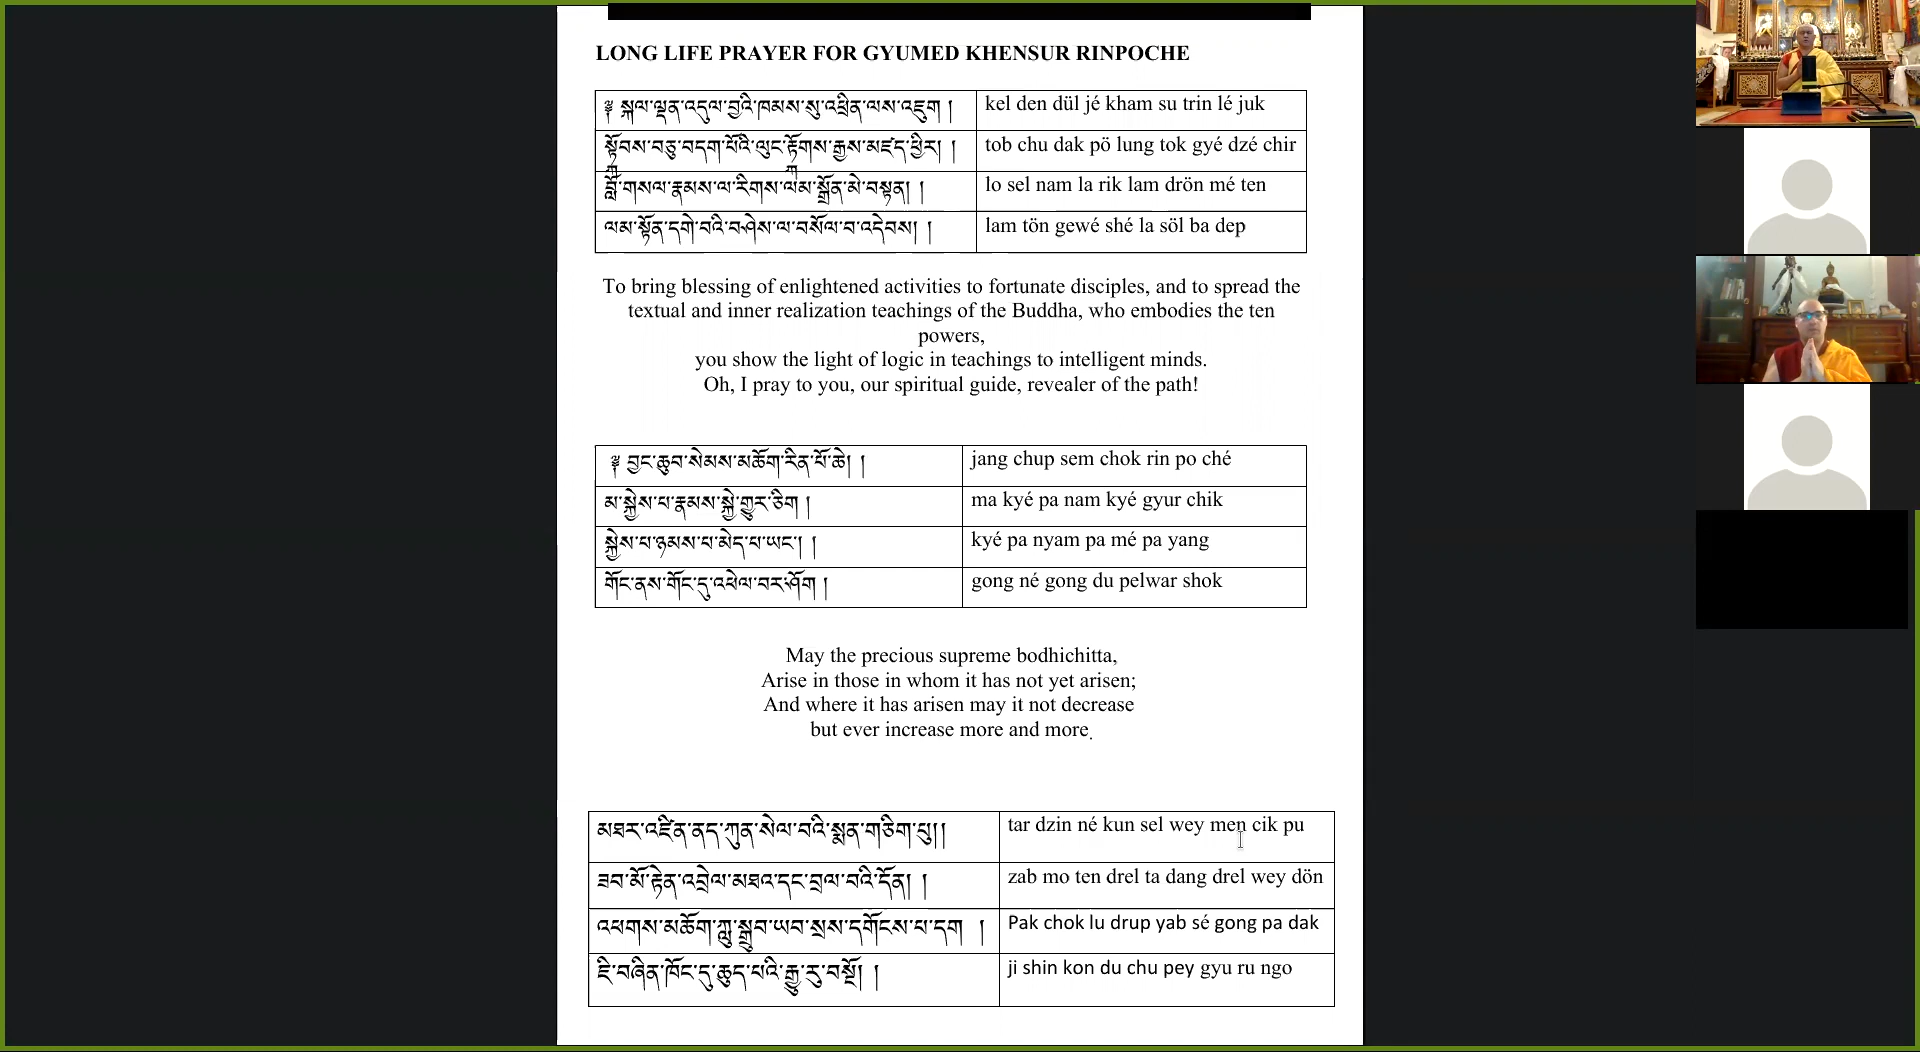 LONG LIFE PRAYER FOR GYUMED KHENSUR RINPOCHE
༈ སྐལ་ལྡན་འདུལ་བྱའི་ཁམས་སུ་འཕྲིན་ལས་འཇུག །
kel den dül jé kham su trin lé juk
སྟོབས་བཅུ་བདག་པོའི་ལུང་རྟོགས་རྒྱས་མཛད་ཕྱིར། །
tob chu dak pö lung tok gyé dzé chir
བློ་གསལ་རྣམས་ལ་རིགས་ལམ་སྒྲོན་མེ་བསྟན། །
lo sel nam la rik lam drön mé ten
ལམ་སྟོན་དགེ་བའི་བཤེས་ལ་བསོལ་བ་འདེབས། །
lam tön gewé shé la söl ba dep
To bring blessing of enlightened activities to fortunate disciples, and to spread the
textual and inner realization teachings of the Buddha, who embodies the ten
powers,
you show the light of logic in teachings to intelligent minds.
Oh, I pray to you, our spiritual guide, revealer of the path!
༈ བྱང་ཆུབ་སེམས་མཆོག་རིན་པོ་ཆེ། །
jang chup sem chok rin po ché
མ་སྐྱེས་པ་རྣམས་སྐྱེ་གྱུར་ཅིག །
ma kyé pa nam kyé gyur chik
སྐྱེས་པ་ཉམས་པ་མེད་པ་ཡང་། །
kyé pa nyam pa mé pa yang
གོང་ནས་གོང་དུ་འཕེལ་བར་ཤོག །
gong né gong du pelwar shok
May the precious supreme bodhichitta,
Arise in those in whom it has not yet arisen;
And where it has arisen may it not decrease
but ever increase more and more.
མཐར་འཛིན་ནད་ཀུན་སེལ་བའི་སྨན་གཅིག་པུ།།
tar dzin né kun sel wey men cik pu
ཟབ་མོ་རྟེན་འབྲེལ་མཐའ་དང་བྲལ་བའི་དོན། །
zab mo ten drel ta dang drel wey dön
འཕགས་མཆོག་ཀླུ་སྒྲུབ་ཡབ་སྲས་དགོངས་པ་དག །
Pak chok lu drup yab sé gong pa dak
ཇི་བཞིན་ཁོང་དུ་ཆུད་པའི་རྒྱུ་རུ་བསྔོ། །
ji shin kon du chu pey gyu ru ngo